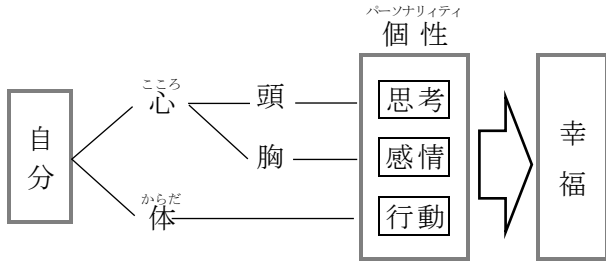 パーソナリィティ
個性
こころ
心
頭
思考
自分
胸
感情
幸福
からだ
体
行動